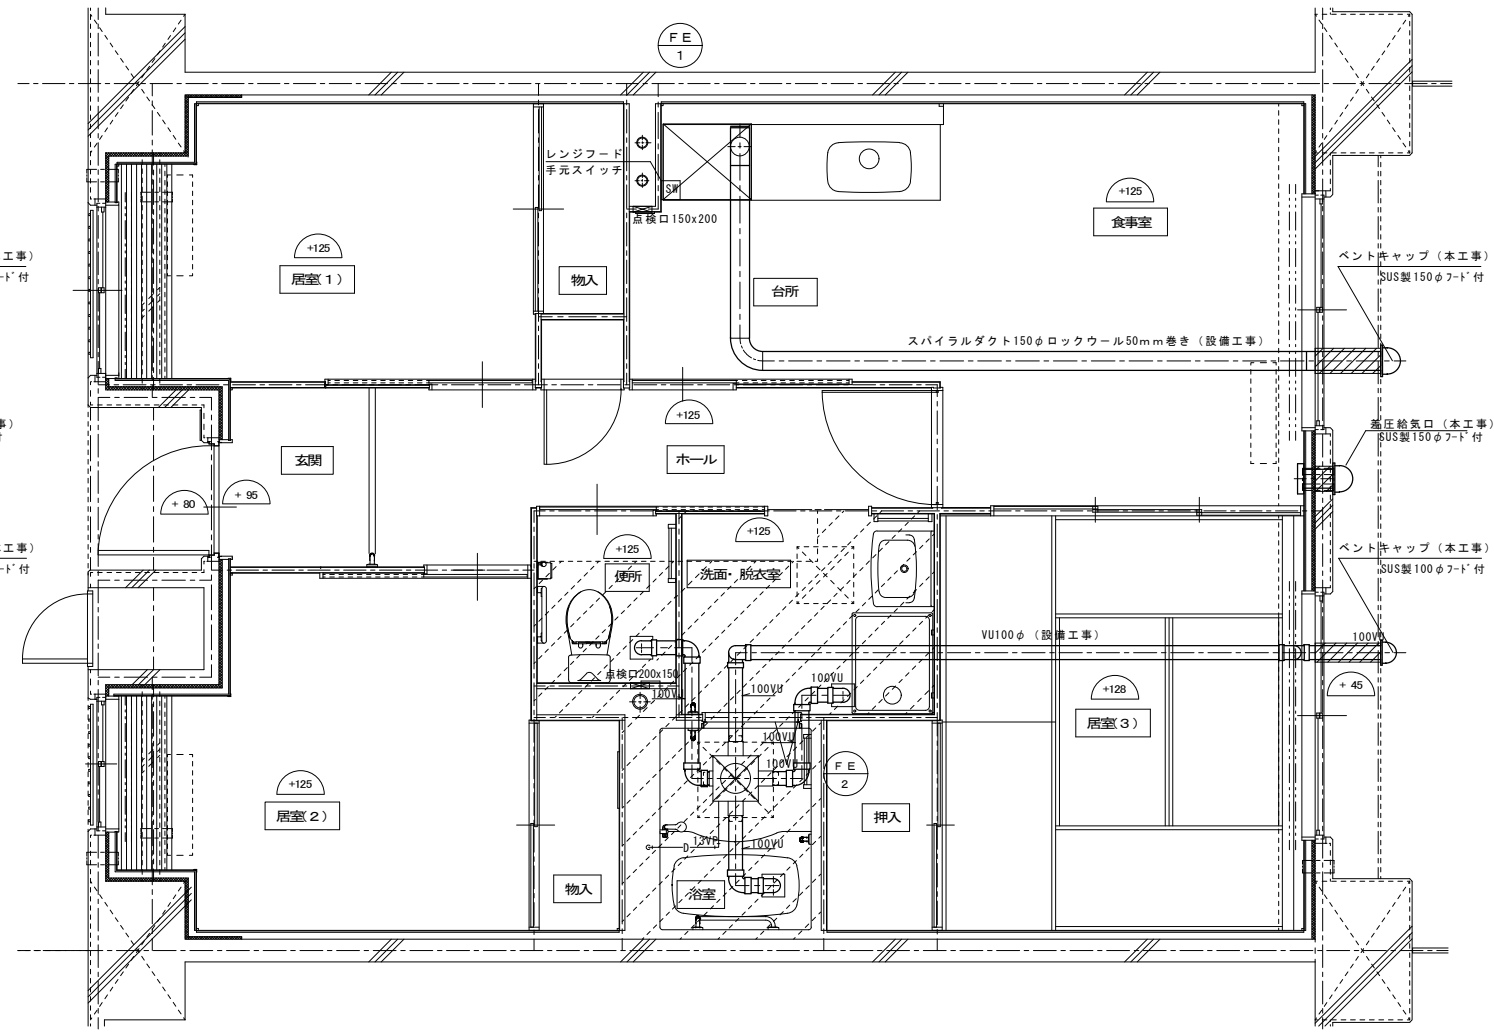 FE
1
レンジフード
手元スイッチ
SW
点検口150x200
+125
食事室
工事)
ベントキャップ(本工事)
SUS製150φフード付
+125
居室(1)
物入
台所
スパイラルダクト150φロックウール50mm巻き(設備工事)
差圧給気口(本工事)
SUS製150φフード付
+125
ホール
玄関
+80
+95
工事)
ベントキャップ(本工事)
SUS製100φフード付
+125
便所
+125
洗面・脱衣室
VU100φ(設備工事)
100VU
点検口200x150
100VU
100VU
100VU
+128
居室(3)
+45
100VU
100VU
FE
2
+125
居室(2)
押入
13VP
D
100VU
物入
浴室